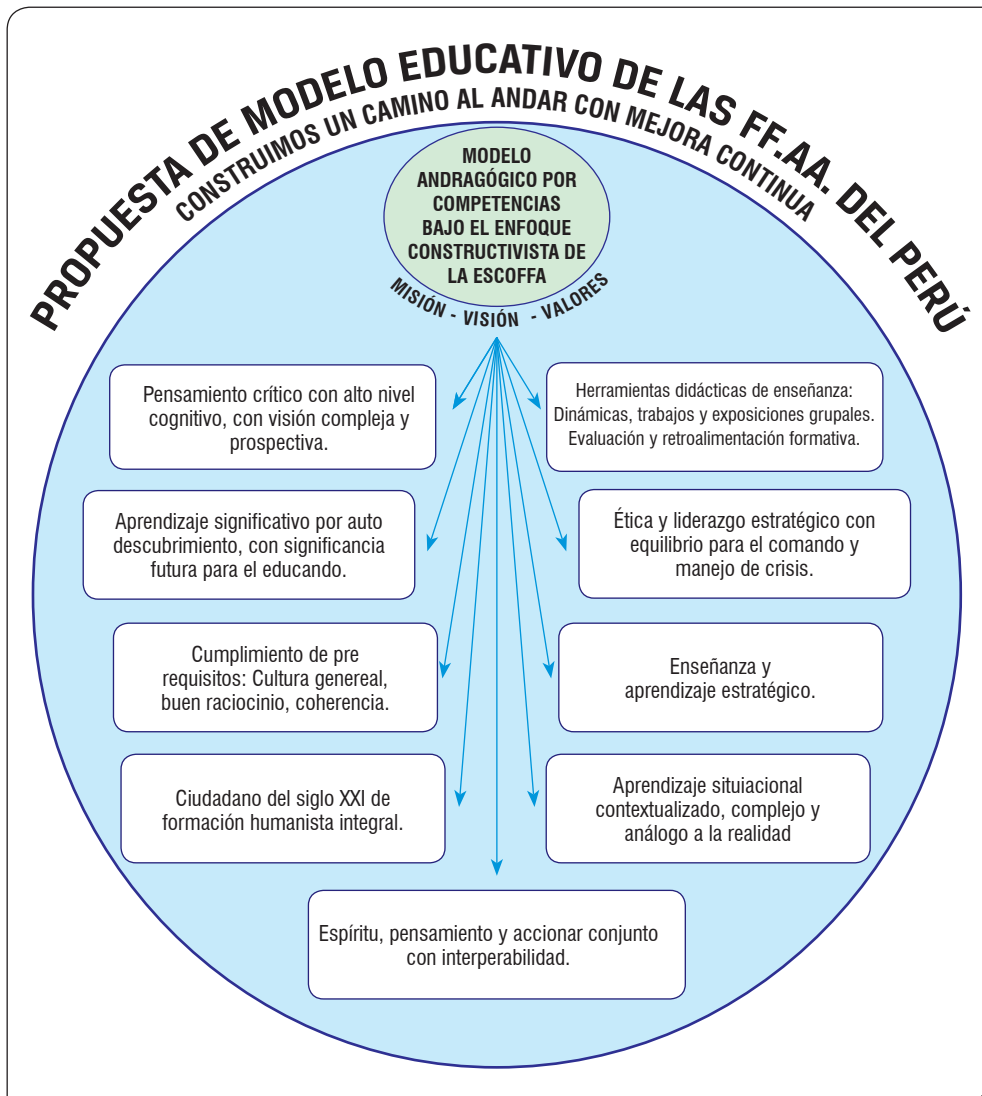 PROPUESTA DE MODELO EDUCATIVO DE LAS FF.AA. DEL PERÚ
CONSTRUIMOS UN CAMINO AL ANDAR CON MEJORA CONTINUA
MODELO
ANDRAGÓGICO POR
COMPETENCIAS
BAJO EL ENFOQUE
CONSTRUCTIVISTA DE
LA ESCOFFA
MISIÓN - VISIÓN - VALORES
Pensamiento crítico con alto nivel
cognitivo, con visión compleja y
prospectiva.
Herramientas didácticas de enseñanza:
Dinámicas, trabajos y exposiciones grupales.
Evaluación y retroalimentación formativa.
Aprendizaje significativo por auto
descubrimiento, con significancia
futura para el educando.
Ética y liderazgo estratégico con
equilibrio para el comando y
manejo de crisis.
Cumplimiento de pre
requisitos: Cultura genereal,
buen raciocinio, coherencia.
Enseñanza y
aprendizaje estratégico.
Ciudadano del siglo XXI de
formación humanista integral.
Aprendizaje situiacional
contextualizado, complejo y
análogo a la realidad
Espíritu, pensamiento y accionar conjunto
con interperabilidad.